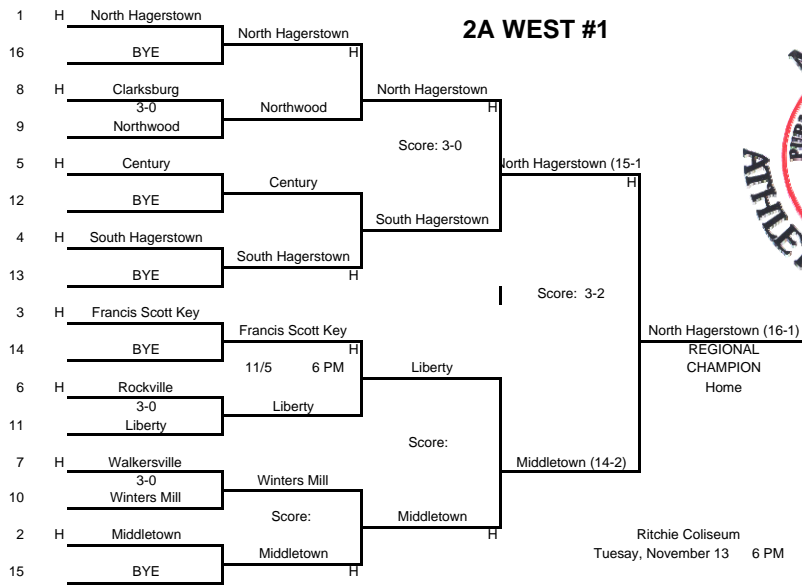 2A WEST #1
1 H North Hagerstown
North Hagerstown
16 BYE H
8 H Clarksburg North Hagerstown
3-0 Northwood H
9 Northwood
Score: 3-0
5 H Century North Hagerstown (15-1
Century H
12 BYE
South Hagerstown
4 H South Hagerstown
South Hagerstown
13 BYE H
Score: 3-2
3 H Francis Scott Key
Francis Scott Key North Hagerstown (16-1)
14 BYE H REGIONAL
11/5 6 PM Liberty CHAMPION
6 H Rockville Home
3-0 Liberty
11 Liberty
Score:
7 H Walkersville Middletown (14-2)
3-0 Winters Mill
10 Winters Mill
Score: Middletown
2 H Middletown H Ritchie Coliseum
Middletown Tuesay, November 13 6 PM
15 BYE H